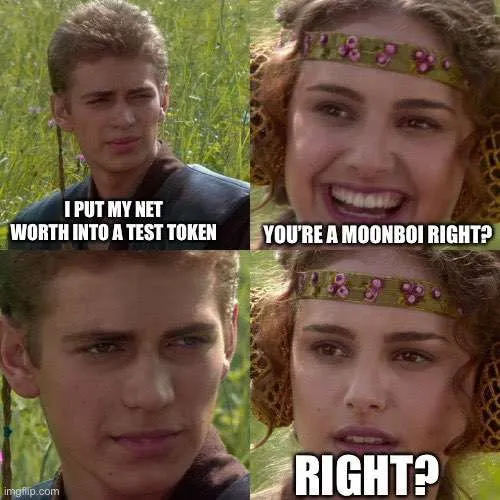 I PUT MY NET
WORTH INTO A TEST TOKEN
YOU'RE A MOONBOI RIGHT?
RIGHT?
imgflip.com